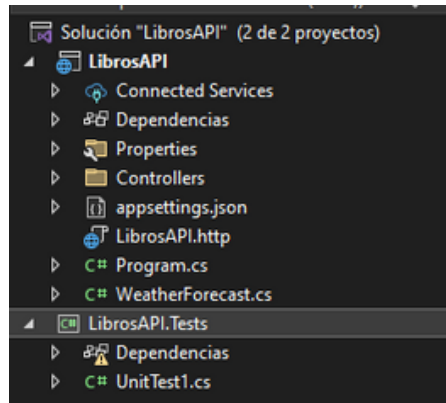 Solución "LibrosAPI" (2 de 2 proyectos)
LibrosAPI
Connected Services
Dependencias
Properties
Controllers
appsettings.json
LibrosAPI.http
C# Program.cs
C# WeatherForecast.cs
C# LibrosAPI.Tests
Dependencias
C# UnitTest1.cs